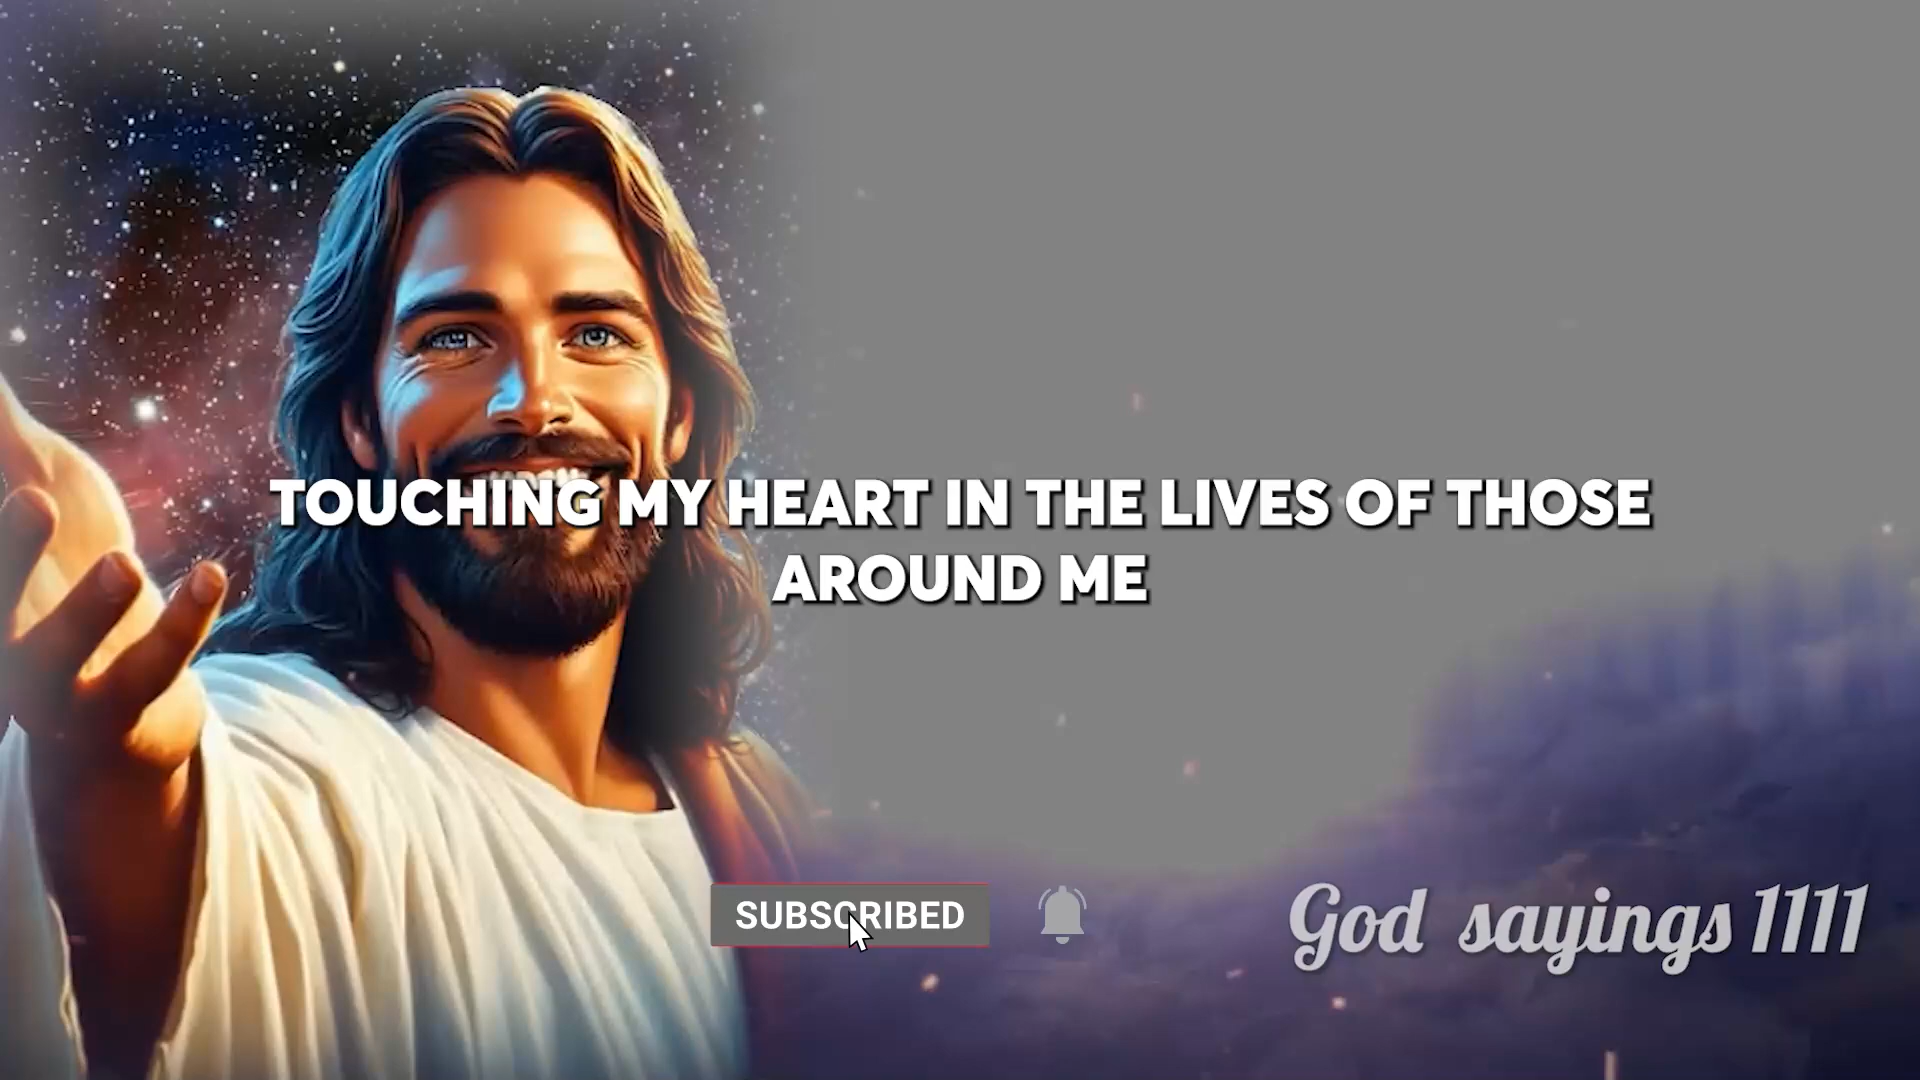 TOUCHING MY HEART IN THE LIVES OF THOSE
AROUND ME
SUBSCRIBED
God sayings 1111